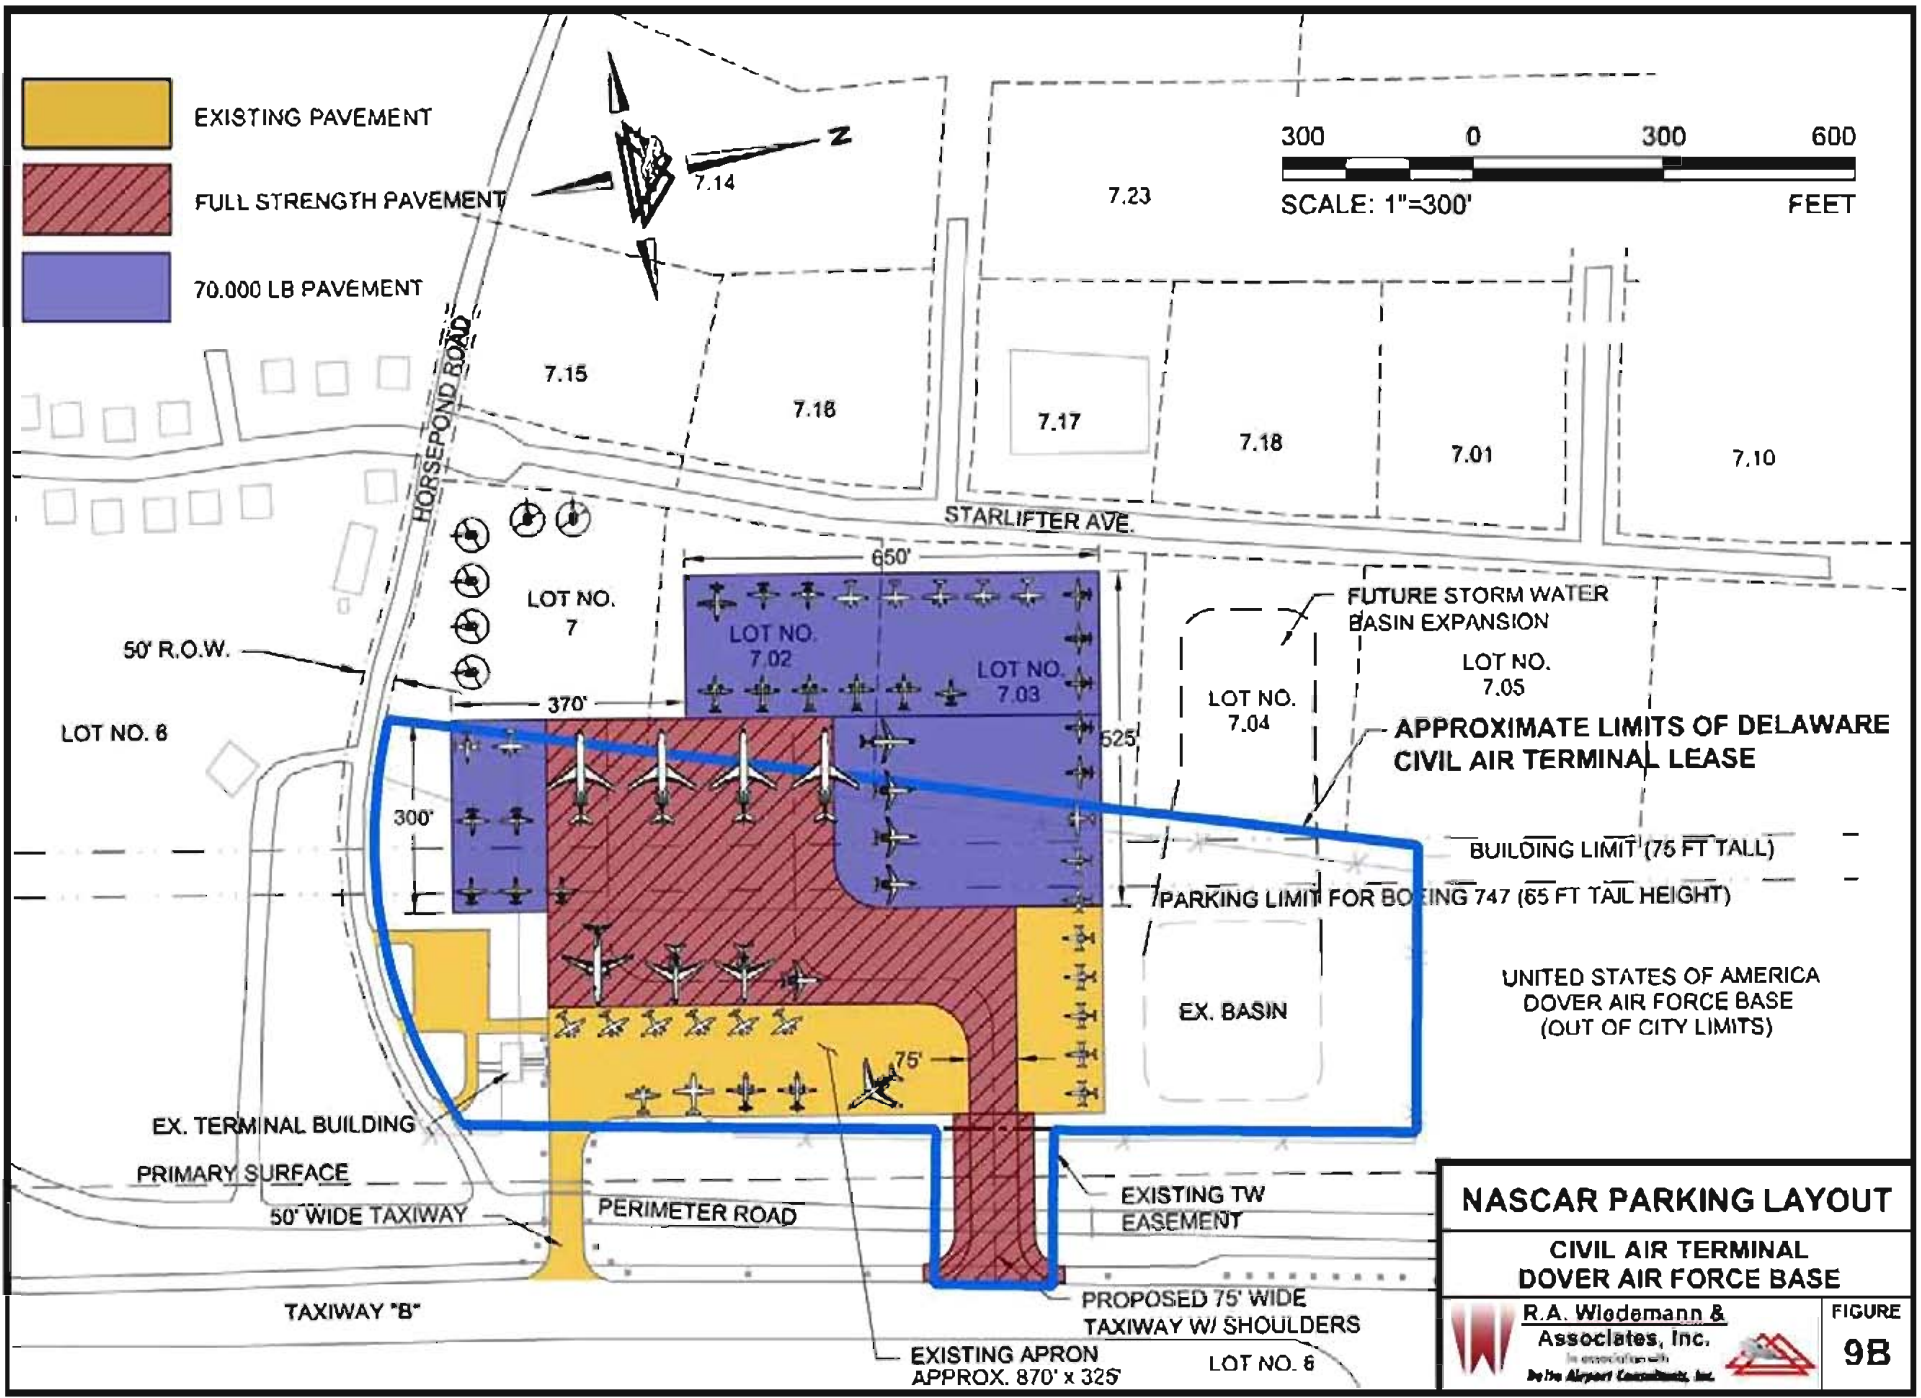 EXISTING PAVEMENT
FULL STRENGTH PAVEMENT
70.000 LB PAVEMENT
N
7.14
7.23
300 0 300 600
SCALE: 1"=300'
FEET
HORSEPOND ROAD
7.15
7.16
7.17
7.18
7.01
7.10
STARLIFTER AVE.
650'
LOT NO.
7
LOT NO.
7.02
LOT NO.
7.03
FUTURE STORM WATER
BASIN EXPANSION
LOT NO.
7.05
LOT NO.
7.04
50' R.O.W.
370'
LOT NO. 6
525'
APPROXIMATE LIMITS OF DELAWARE
CIVIL AIR TERMINAL LEASE
300'
BUILDING LIMIT (75 FT TALL)
PARKING LIMIT FOR BOEING 747 (65 FT TAIL HEIGHT)
UNITED STATES OF AMERICA
DOVER AIR FORCE BASE
(OUT OF CITY LIMITS)
EX. BASIN
75'
EX. TERMINAL BUILDING
PRIMARY SURFACE
50' WIDE TAXIWAY
PERIMETER ROAD
EXISTING TW
EASEMENT
TAXIWAY "B"
PROPOSED 75' WIDE
TAXIWAY W/ SHOULDERS
EXISTING APRON
APPROX. 870' x 325'
LOT NO. 6
NASCAR PARKING LAYOUT
CIVIL AIR TERMINAL
DOVER AIR FORCE BASE
R.A. Wiedemann &
Associates, Inc.
In association with
Delta Airport Consultants, Inc.
FIGURE
9B